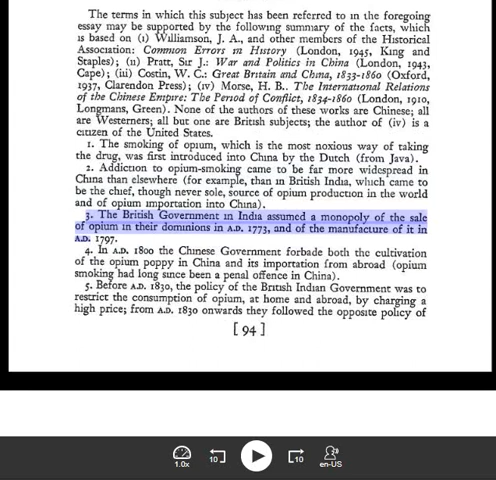 The terms in which this subject has been referred to in the foregoing
essay may be supported by the following summary of the facts, which
is based on (i) Williamson, J. A., and other members of the Historical
Association: Common Errors in History (London, 1945, King and
Staples); (ii) Pratt, Sir J.: War and Politics in China (London, 1943,
Cape); (iii) Costin, W. C.: Great Britain and China, 1833-1860 (Oxford,
1937, Clarendon Press); (iv) Morse, H. B. The International Relations
of the Chinese Empire: The Period of Conflict, 1834-1860 (London, 1910,
Longmans, Green). None of the authors of these works are Chinese; all
are Westerners; all but one are British subjects; the author of (iv) is a
citizen of the United States.
1. The smoking of opium, which is the most noxious way of taking
the drug, was first introduced into China by the Dutch (from Java).
2. Addiction to opium-smoking came to be far more widespread in
China than elsewhere (for example, than in British India, which came to
be the chief, though never sole, source of opium production in the world
and of opium importation into China).
3. The British Government in India assumed a monopoly of the sale
of opium in their dominions in A.D. 1773, and of the manufacture of it in
A.D. 1797.
4. In A.D. 1800 the Chinese Government forbade both the cultivation
of the opium poppy in China and its importation from abroad (opium
smoking had long since been a penal offence in China).
5. Before A.D. 1830, the policy of the British Indian Government was to
restrict the consumption of opium, at home and abroad, by charging a
high price; from A.D. 1830 onwards they followed the opposite policy of
[ 94 ]
1.0x
10
10
en-US